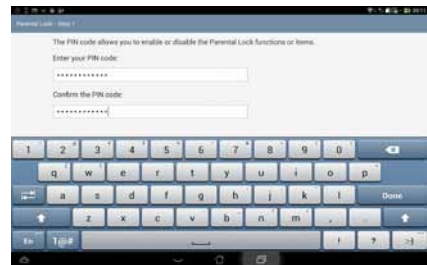 Parental Lock - Step 1
The PIN code allows you to enable or disable the Parental Lock functions or items.
Enter your PIN code:
Confirm the PIN code:
1 2 3 4 5 6 7 8 9 0
q w e r t y u i o p
a s d f g h j k l Done
z x c v b n m , .
En 1@# ! ? :-)